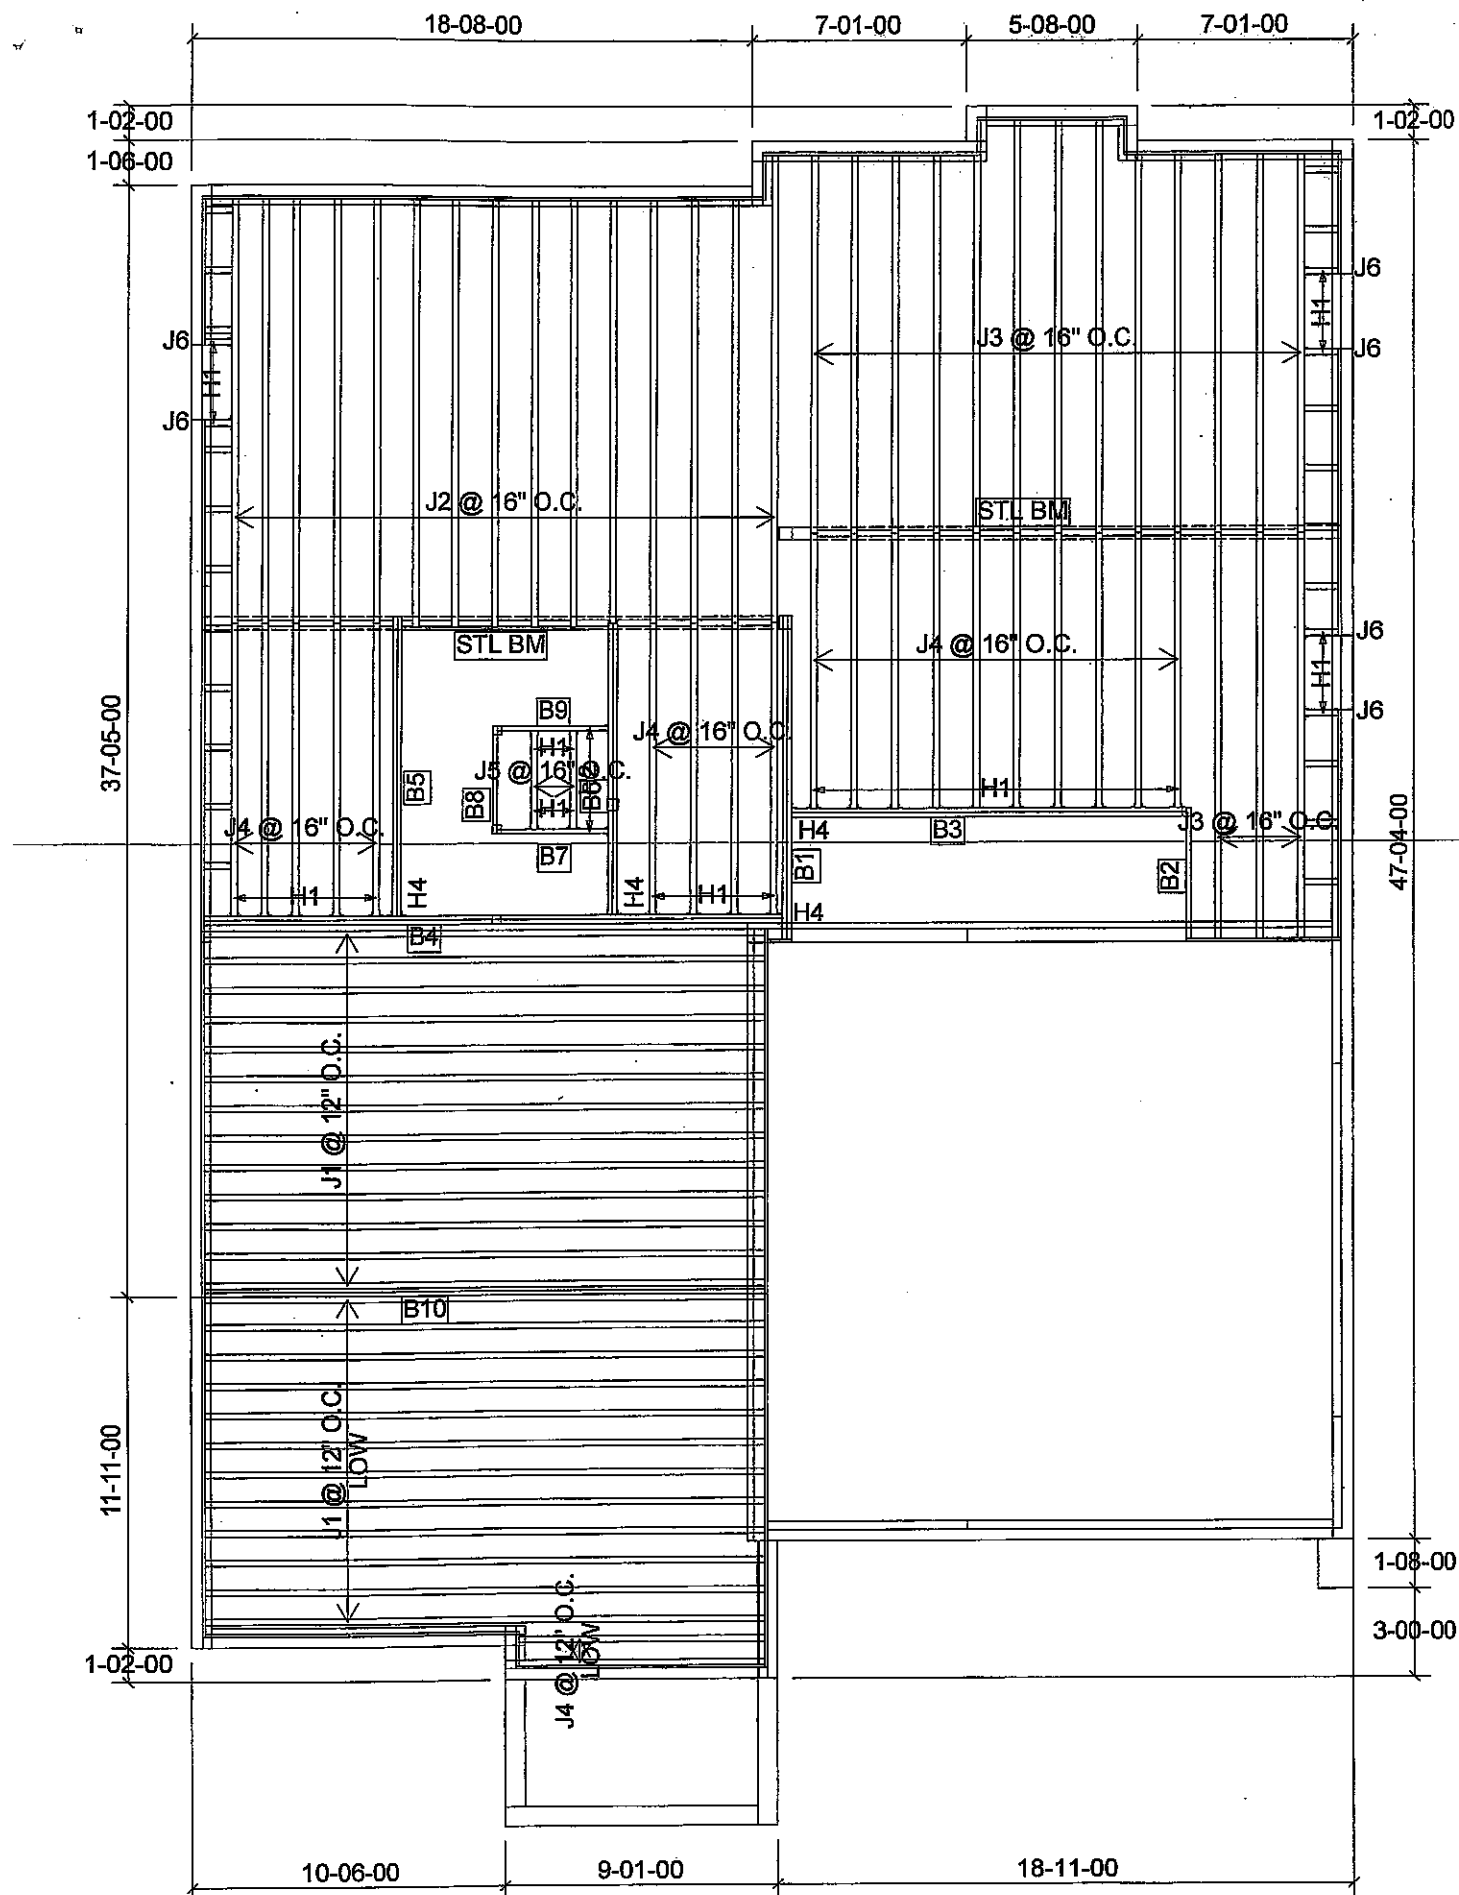 18-08-00
7-01-00
5-08-00
7-01-00
1-02-00
1-02-00
1-06-00
J6
H1
J6
J6
H1
J6
J3 @ 16" O.C.
J2 @ 16" O.C.
STL BM
STL BM
J4 @ 16" O.C.
J6
H1
J6
37-05-00
B9
H1
J4 @ 16" O.C.
J5 @ 16" O.C.
B5
B8
H1
H1
J4 @ 16" O.C.
H4
B3
J3 @ 16" O.C.
47-04-00
B7
B1
B2
H1
H4
H4
H1
H4
B4
J1 @ 12" O.C.
B10
J1 @ 12" O.C.
LOW
11-11-00
1-08-00
J4 @ 12" O.C.
LOW
3-00-00
1-02-00
10-06-00
9-01-00
18-11-00